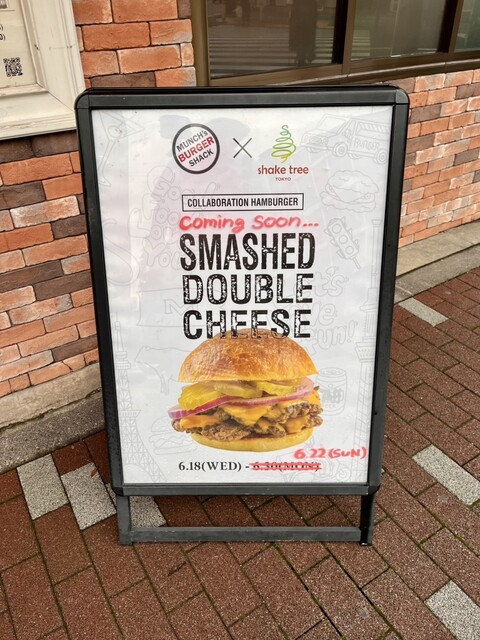 MUNCH'S
BURGER
SHACK
×
shake tree
TOKYO
COLLABORATION HAMBURGER
Coming Soon...
SMASHED
DOUBLE
CHEESE
6.22(SUN)
6.18(WED) - 6.30(MON)